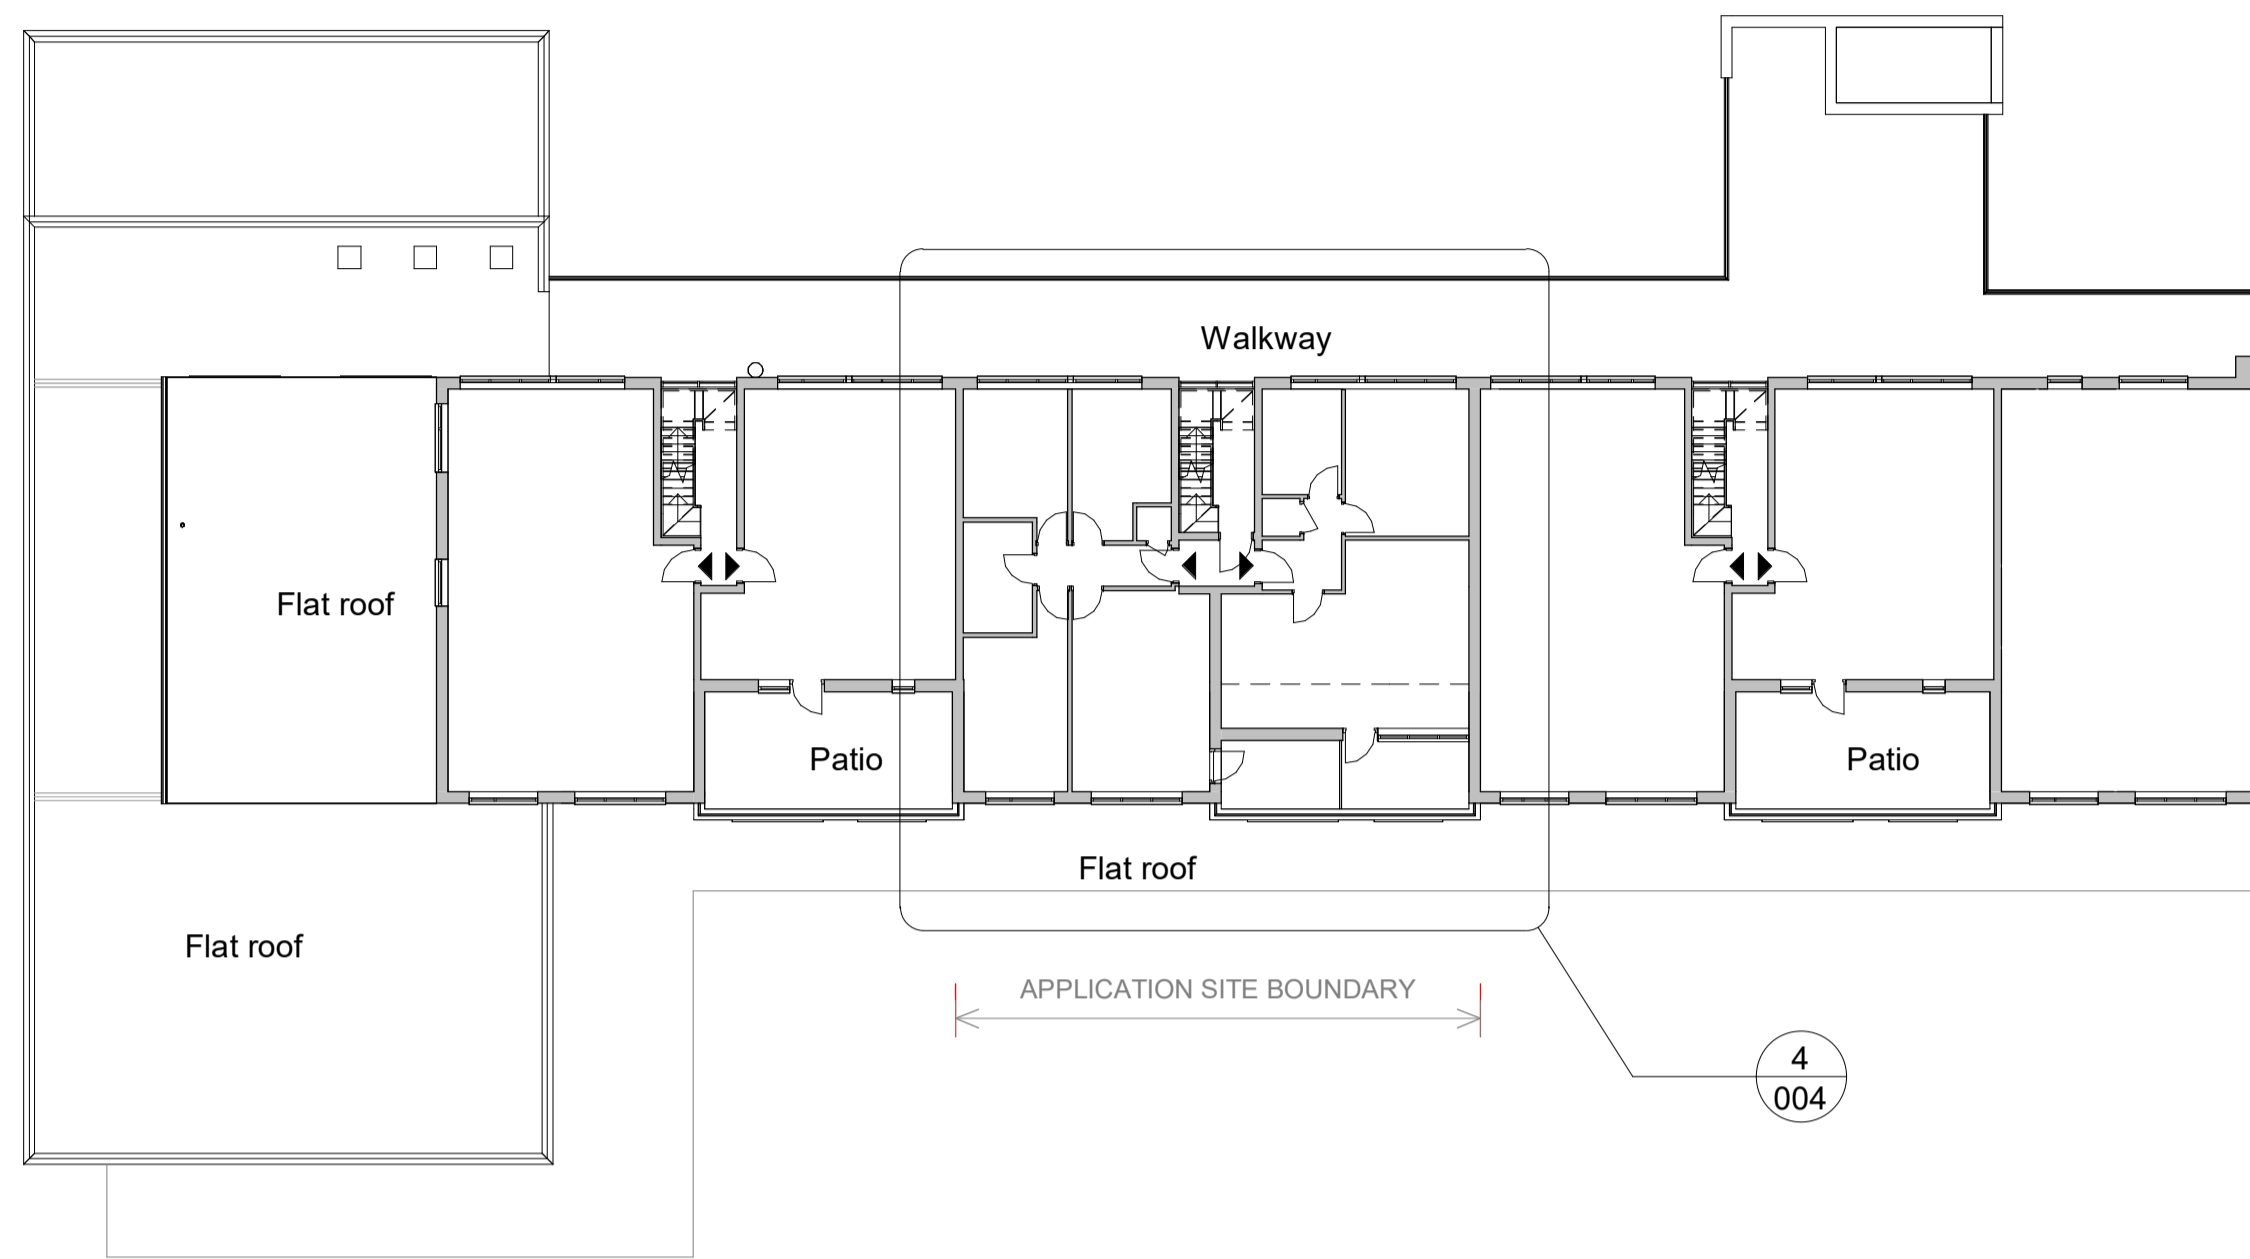 Walkway
Flat roof
Patio
Patio
Flat roof
Flat roof
APPLICATION SITE BOUNDARY
4
004